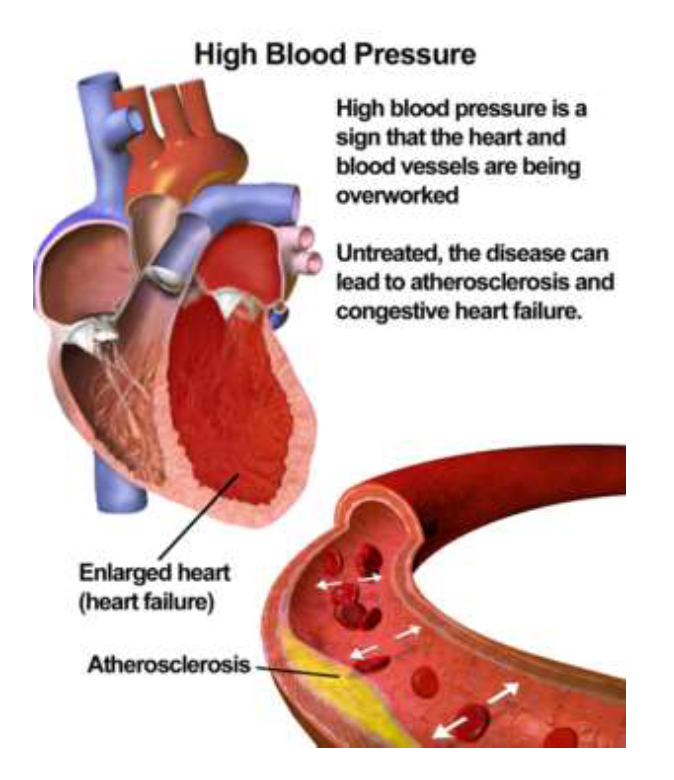 High Blood Pressure
High blood pressure is a
sign that the heart and
blood vessels are being
overworked
Untreated, the disease can
lead to atherosclerosis and
congestive heart failure.
Enlarged heart
(heart failure)
Atherosclerosis